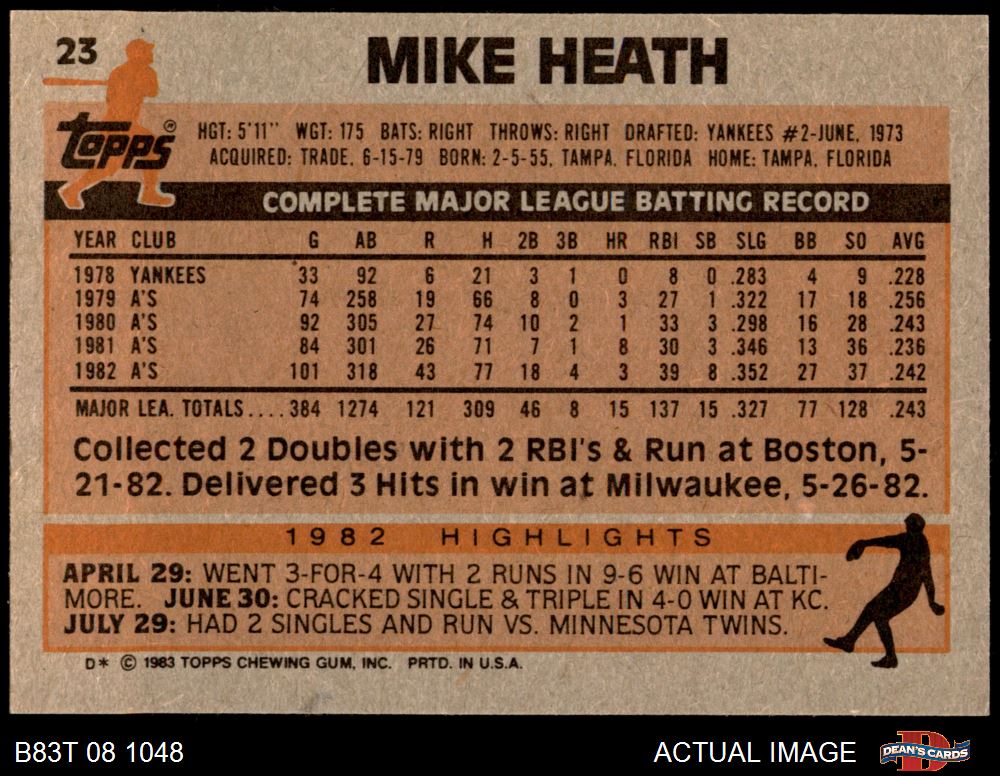 23
MIKE HEATH
topps ®
HGT: 5'11" WGT: 175 BATS: RIGHT THROWS: RIGHT DRAFTED: YANKEES #2-JUNE, 1973
ACQUIRED: TRADE, 6-15-79 BORN: 2-5-55, TAMPA, FLORIDA HOME: TAMPA, FLORIDA
COMPLETE MAJOR LEAGUE BATTING RECORD
YEAR CLUB G AB R H 2B 3B HR RBI SB SLG BB SO AVG
1978 YANKEES 33 92 6 21 3 1 0 8 0 .283 4 9 .228
1979 A'S 74 258 19 66 8 0 3 27 1 .322 17 18 .256
1980 A'S 92 305 27 74 10 2 1 33 3 .298 16 28 .243
1981 A'S 84 301 26 71 7 1 8 30 3 .346 13 36 .236
1982 A'S 101 318 43 77 18 4 3 39 8 .352 27 37 .242
MAJOR LEA. TOTALS.... 384 1274 121 309 46 8 15 137 15 .327 77 128 .243
Collected 2 Doubles with 2 RBI's & Run at Boston, 5-
21-82. Delivered 3 Hits in win at Milwaukee, 5-26-82.
1982 HIGHLIGHTS
APRIL 29: WENT 3-FOR-4 WITH 2 RUNS IN 9-6 WIN AT BALTI-
MORE. JUNE 30: CRACKED SINGLE & TRIPLE IN 4-0 WIN AT KC.
JULY 29: HAD 2 SINGLES AND RUN VS. MINNESOTA TWINS.
D* © 1983 TOPPS CHEWING GUM, INC. PRTD. IN U.S.A.
B83T 08 1048 ACTUAL IMAGE D DEAN'S CARDS